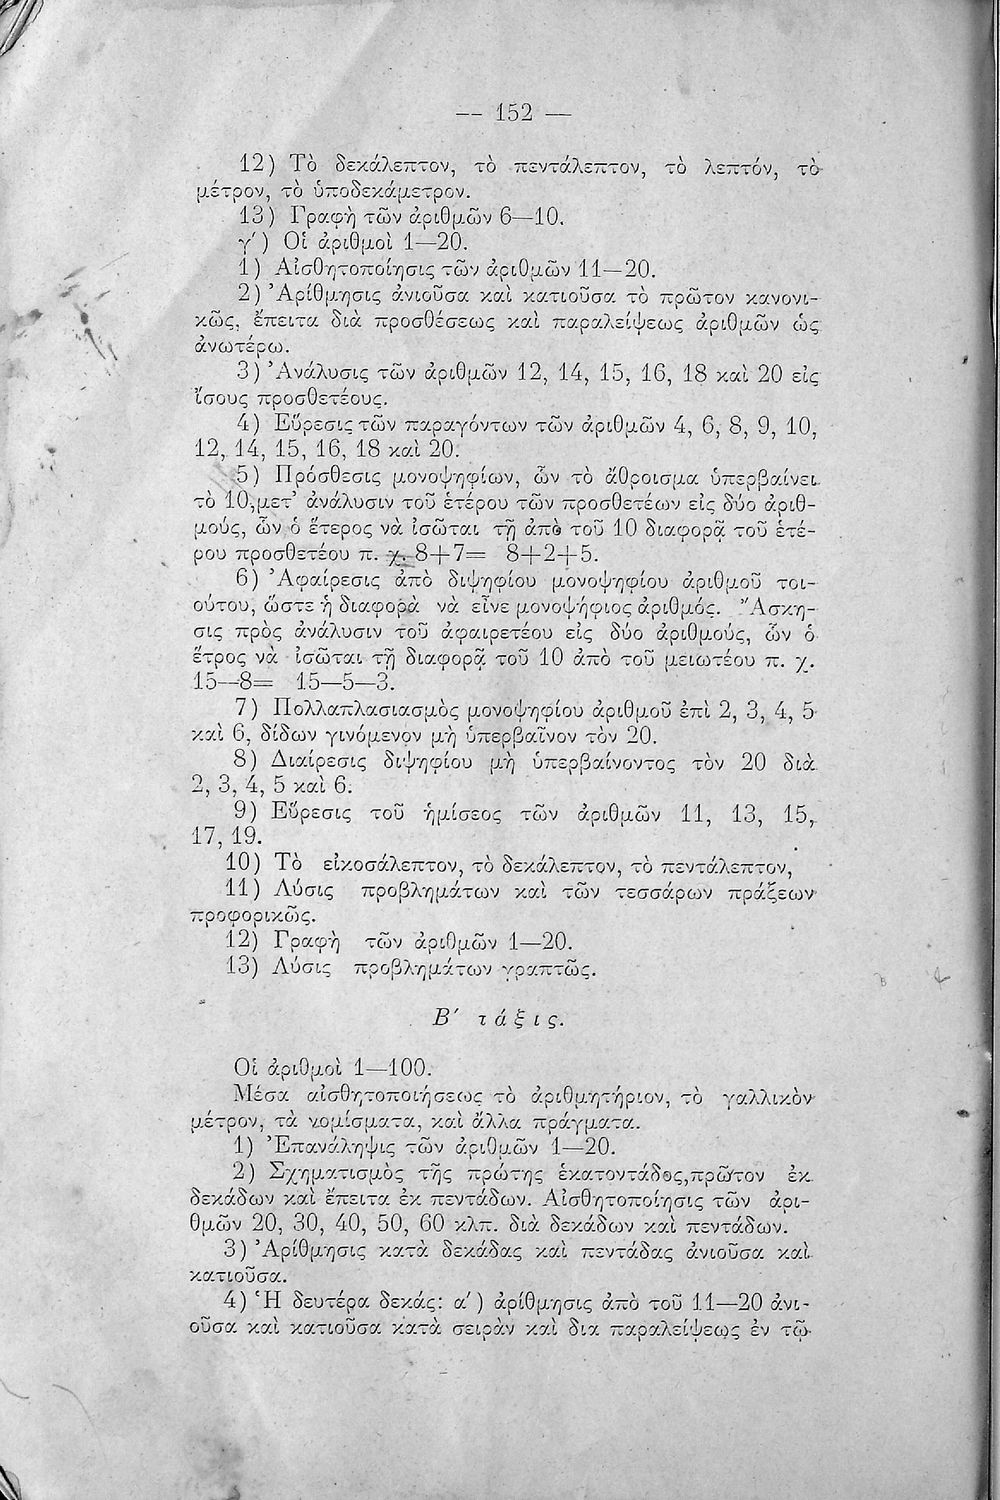 — 152 —
12) Τὸ δεκάλεπτον, τὸ πεντάλεπτον, τὸ λεπτόν, τὸ
μέτρον, τὸ ὑποδεκάμετρον.
13) Γραφὴ τῶν ἀριθμῶν 6—10.
γ΄) Οἱ ἀριθμοὶ 1—20.
1) Αἰσθητοποίησις τῶν ἀριθμῶν 11—20.
2) Ἀρίθμησις ἀνιοῦσα καὶ κατιοῦσα τὸ πρῶτον κανονι-
κῶς, ἔπειτα διὰ προσθέσεως καὶ παραλείψεως ἀριθμῶν ὡς
ἀνωτέρω.
3) Ἀνάλυσις τῶν ἀριθμῶν 12, 14, 15, 16, 18 καὶ 20 εἰς
ἴσους προσθετέους.
4) Εὕρεσις τῶν παραγόντων τῶν ἀριθμῶν 4, 6, 8, 9, 10,
12, 14, 15, 16, 18 καὶ 20.
5) Πρόσθεσις μονοψηφίων, ὧν τὸ ἄθροισμα ὑπερβαίνει
τὸ 10, μετ' ἀνάλυσιν τοῦ ἑτέρου τῶν προσθετέων εἰς δύο ἀριθ-
μούς, ὧν ὁ ἕτερος νὰ ἰσῶται τῇ ἀπὸ τοῦ 10 διαφορᾷ τοῦ ἑτέ-
ρου προσθετέου π. χ. 8+7= 8+2+5.
6) Ἀφαίρεσις ἀπὸ διψηφίου μονοψηφίου ἀριθμοῦ τοι-
ούτου, ὥστε ἡ διαφορὰ νὰ εἶνε μονοψήφιος ἀριθμός. Ἄσκη-
σις πρὸς ἀνάλυσιν τοῦ ἀφαιρετέου εἰς δύο ἀριθμούς, ὧν ὁ
ἕτρος νὰ ἰσῶται τῇ διαφορᾷ τοῦ 10 ἀπὸ τοῦ μειωτέου π. χ.
15—8= 15—5—3.
7) Πολλαπλασιασμὸς μονοψηφίου ἀριθμοῦ ἐπὶ 2, 3, 4, 5
καὶ 6, δίδων γινόμενον μὴ ὑπερβαῖνον τὸν 20.
8) Διαίρεσις διψηφίου μὴ ὑπερβαίνοντος τὸν 20 διὰ
2, 3, 4, 5 καὶ 6.
9) Εὕρεσις τοῦ ἡμίσεος τῶν ἀριθμῶν 11, 13, 15,
17, 19.
10) Τὸ εἰκοσάλεπτον, τὸ δεκάλεπτον, τὸ πεντάλεπτον,
11) Λύσις προβλημάτων καὶ τῶν τεσσάρων πράξεων
προφορικῶς.
12) Γραφὴ τῶν ἀριθμῶν 1—20.
13) Λύσις προβλημάτων γραπτῶς.
Β΄ τάξις.
Οἱ ἀριθμοὶ 1—100.
Μέσα αἰσθητοποιήσεως τὸ ἀριθμητήριον, τὸ γαλλικὸν
μέτρον, τὰ νομίσματα, καὶ ἄλλα πράγματα.
1) Ἐπανάληψις τῶν ἀριθμῶν 1—20.
2) Σχηματισμὸς τῆς πρώτης ἑκατοντάδος, πρῶτον ἐκ
δεκάδων καὶ ἔπειτα ἐκ πεντάδων. Αἰσθητοποίησις τῶν ἀρι-
θμῶν 20, 30, 40, 50, 60 κλπ. διὰ δεκάδων καὶ πεντάδων.
3) Ἀρίθμησις κατὰ δεκάδας καὶ πεντάδας ἀνιοῦσα καὶ
κατιοῦσα.
4) Ἡ δευτέρα δεκάς: α΄) ἀρίθμησις ἀπὸ τοῦ 11—20 ἀνι-
οῦσα καὶ κατιοῦσα κατὰ σειρὰν καὶ δια παραλείψεως ἐν τῷ